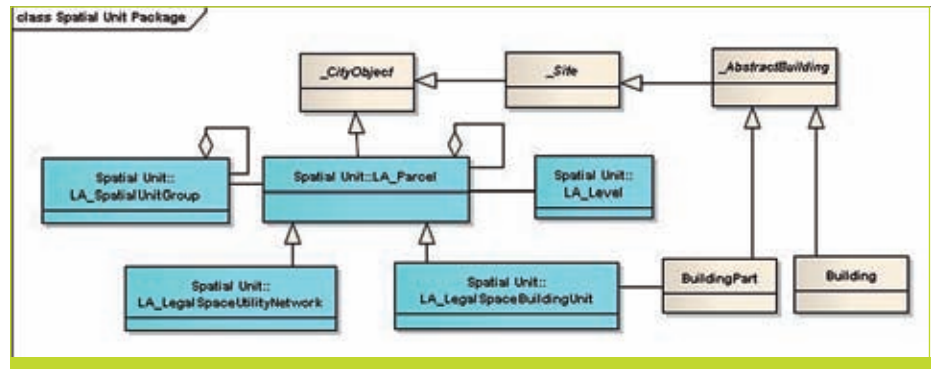 class Spatial Unit Package
_CityObject
_Site
_AbstractBuilding
Spatial Unit::
LA_SpatialUnitGroup
Spatial Unit::LA_Parcel
Spatial Unit::
LA_Level
Spatial Unit::
LA_LegalSpaceUtilityNetwork
Spatial Unit::
LA_LegalSpaceBuildingUnit
BuildingPart
Building